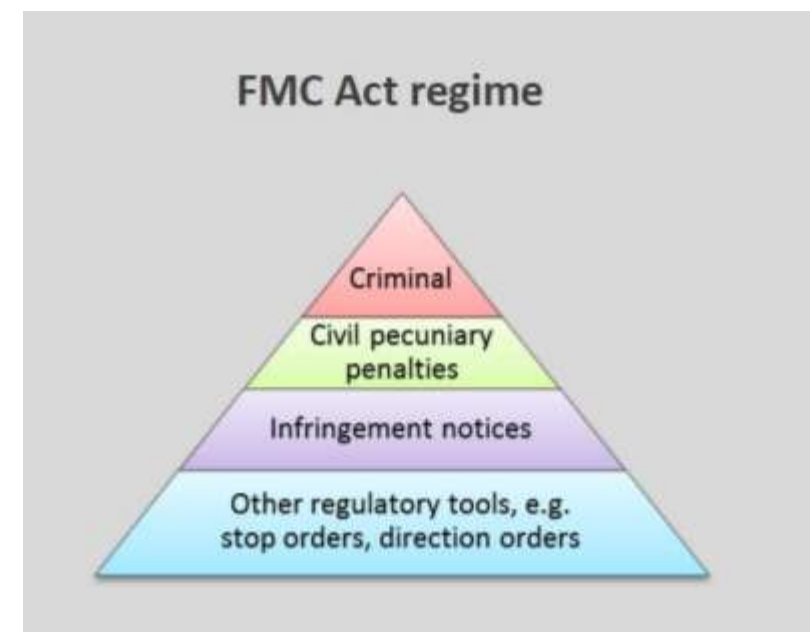 FMC Act regime
Criminal
Civil pecuniary
penalties
Infringement notices
Other regulatory tools, e.g.
stop orders, direction orders